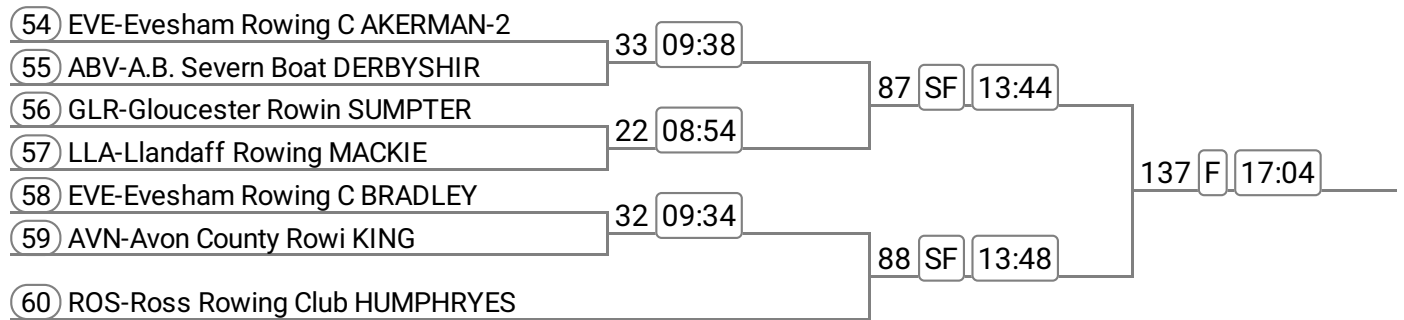 54 EVE-Evesham Rowing C AKERMAN-2
33 09:38
55 ABV-A.B. Severn Boat DERBYSHIR
87 SF 13:44
56 GLR-Gloucester Rowin SUMPTER
22 08:54
57 LLA-Llandaff Rowing MACKIE
137 F 17:04
58 EVE-Evesham Rowing C BRADLEY
32 09:34
59 AVN-Avon County Rowi KING
88 SF 13:48
60 ROS-Ross Rowing Club HUMPHRYES